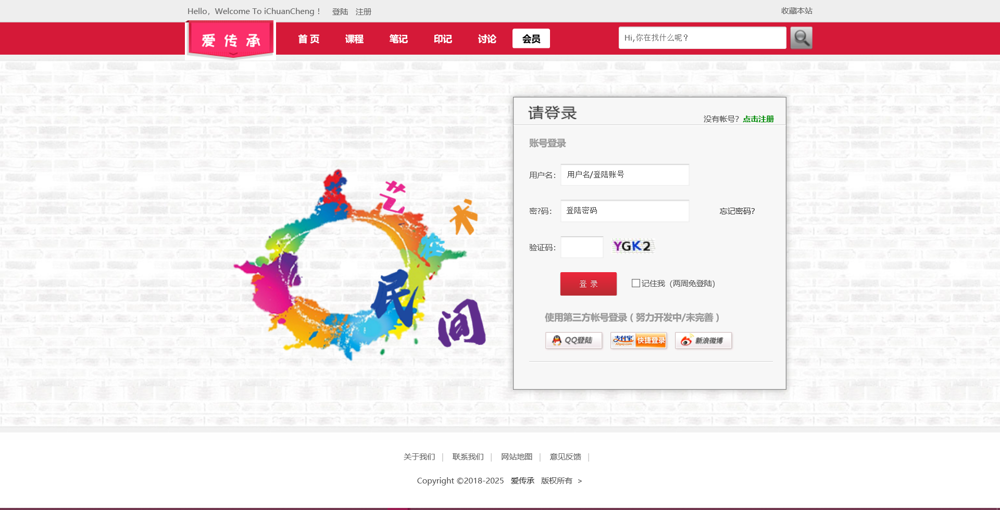 Hello，Welcome To iChuanCheng！ 登陆 注册 收藏本站
爱传承 首 页 课程 笔记 印记 讨论 会员 Hi,你在找什么呢？
请登录
没有帐号？点击注册
账号登录
用户名： 用户名/登陆账号
密?码： 登陆密码 忘记密码?
验证码： YGK2
登 录 记住我（两周免登陆）
使用第三方帐号登录 ( 努力开发中/未完善 )
QQ登陆 支付宝 Alipay.com 快捷登录 新浪微博
艺
术
在
民
间
关于我们 | 联系我们 | 网站地图 | 意见反馈 |
Copyright ©2018-2025 爱传承 版权所有 >